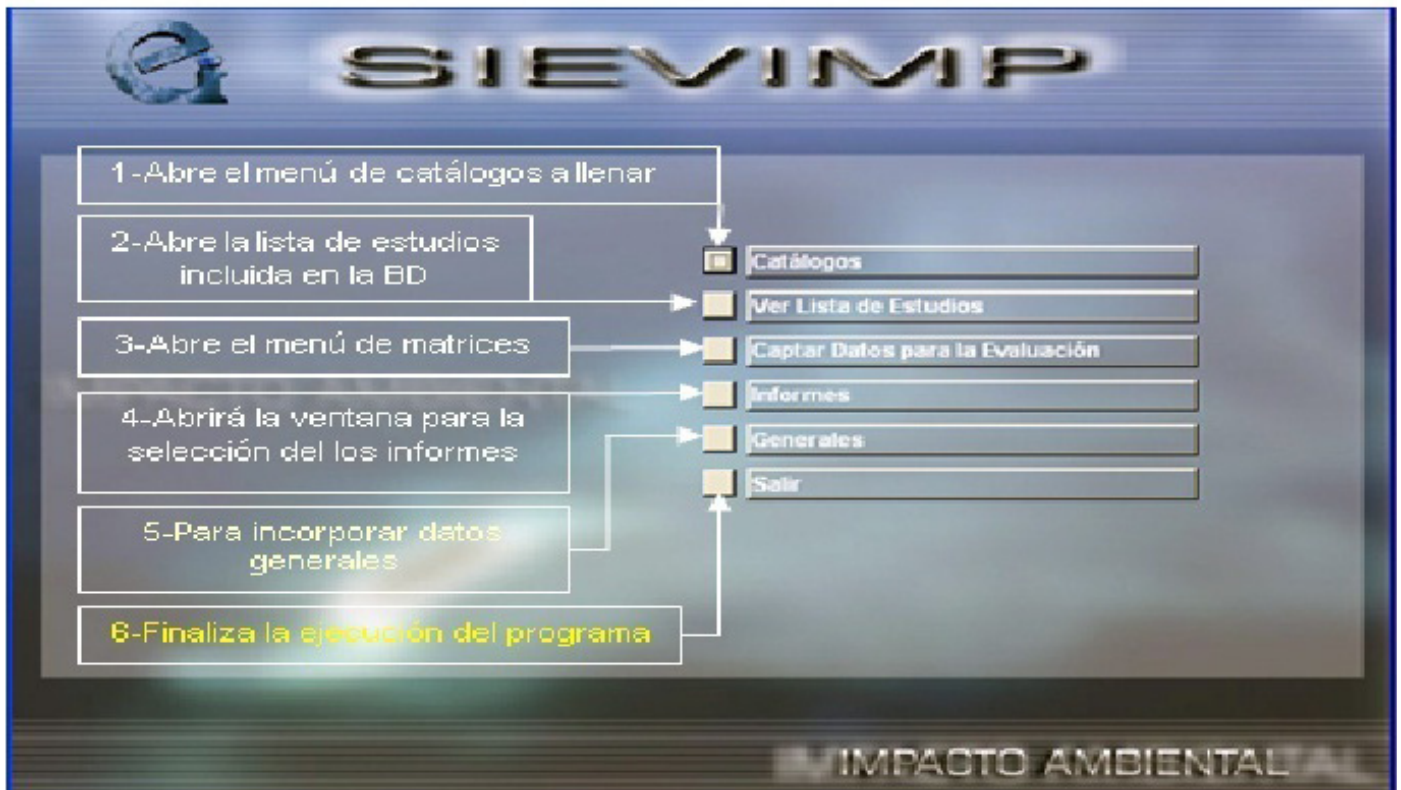 SIEVIMP
1-Abre el menú de catálogos a llenar
2-Abre la lista de estudios
incluida en la BD
3-Abre el menú de matrices
4-Abrirá la ventana para la
selección del los informes
5-Para incorporar datos
generales
6-Finaliza la ejecución del programa
Catálogos
Ver Lista de Estudios
Captar Datos para la Evaluación
Informes
Generales
Salir
IMPACTO AMBIENTAL